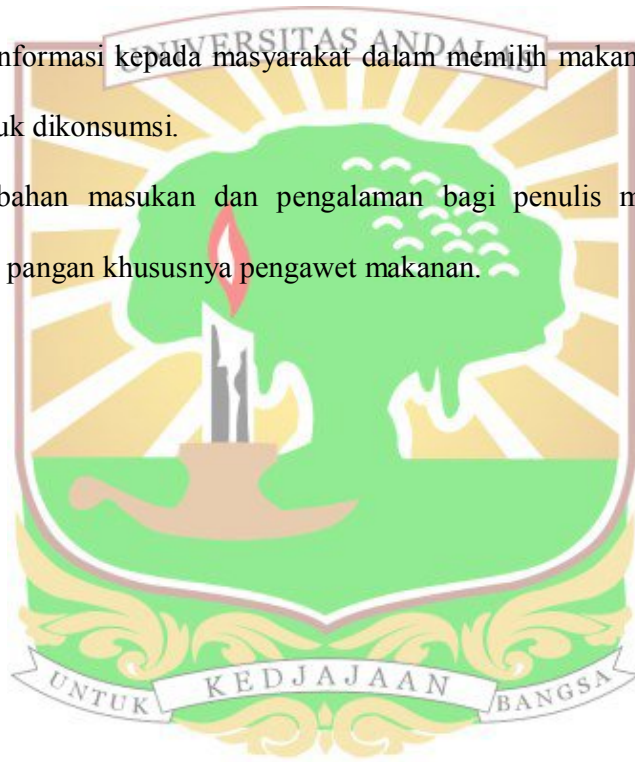 UNIVERSITAS ANDALAS
nformasi kepada masyarakat dalam memilih makan
uk dikonsumsi.
bahan masukan dan pengalaman bagi penulis m
pangan khususnya pengawet makanan.
UNTUK KEDJAJAAN BANGSA